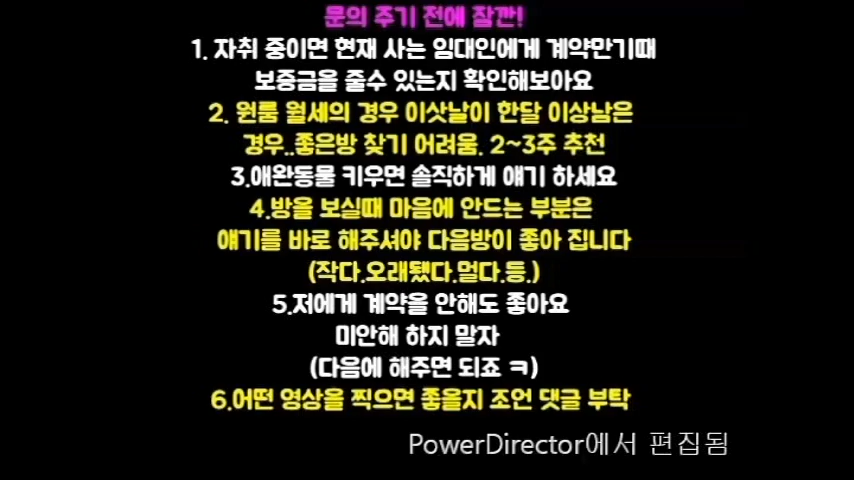 문의 주기 전에 잠깐!
1. 자취 중이면 현재 사는 임대인에게 계약만기때
보증금을 줄수 있는지 확인해보아요
2. 원룸 월세의 경우 이삿날이 한달 이상남은
경우..좋은방 찾기 어려움. 2~3주 추천
3.애완동물 키우면 솔직하게 얘기 하세요
4.방을 보실때 마음에 안드는 부분은
얘기를 바로 해주셔야 다음방이 좋아 집니다
(작다.오래됐다.멀다.등.)
5.저에게 계약을 안해도 좋아요
미안해 하지 말자
(다음에 해주면 되죠 ㅋ)
6.어떤 영상을 찍으면 좋을지 조언 댓글 부탁
PowerDirector에서 편집됨